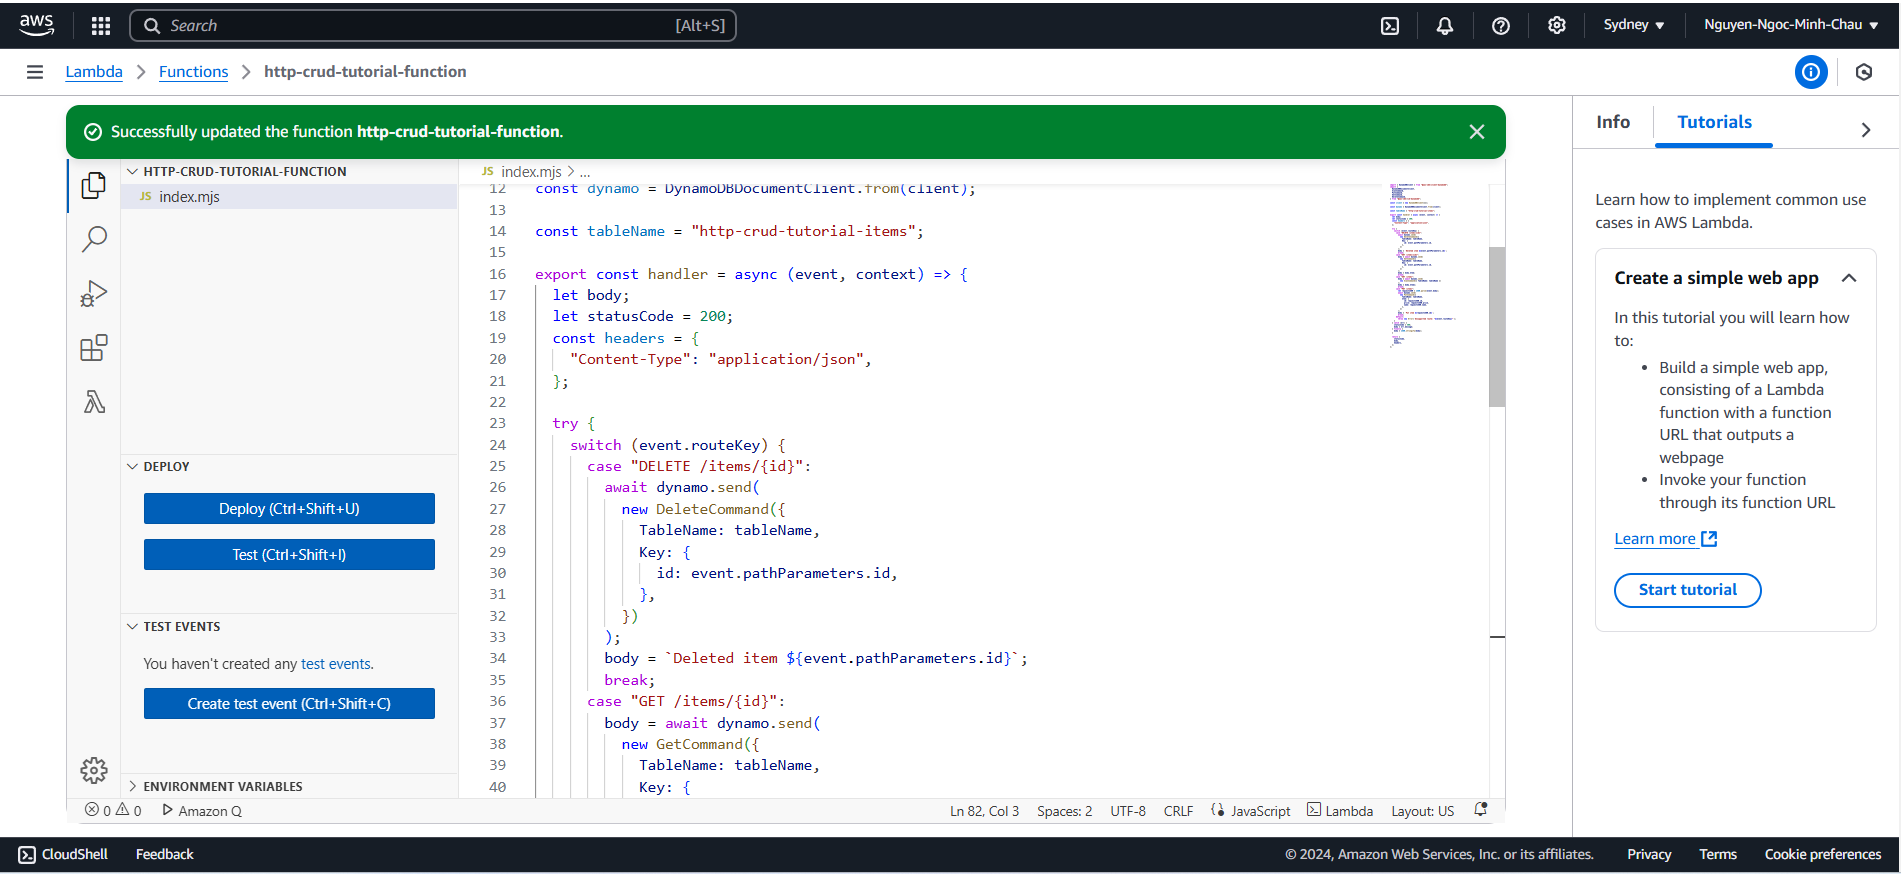 aws
Search [Alt+S]
Sydney ▼
Nguyen-Ngoc-Minh-Chau ▼
Lambda > Functions > http-crud-tutorial-function
Successfully updated the function http-crud-tutorial-function.
HTTP-CRUD-TUTORIAL-FUNCTION
JS index.mjs
DEPLOY
Deploy (Ctrl+Shift+U)
Test (Ctrl+Shift+I)
TEST EVENTS
You haven't created any test events.
Create test event (Ctrl+Shift+C)
ENVIRONMENT VARIABLES
JS index.mjs > ...
12 const dynamo = DynamoDBDocumentClient.from(client);
13
14 const tableName = "http-crud-tutorial-items";
15
16 export const handler = async (event, context) => {
17   let body;
18   let statusCode = 200;
19   const headers = {
20     "Content-Type": "application/json",
21   };
22
23   try {
24     switch (event.routeKey) {
25       case "DELETE /items/{id}":
26         await dynamo.send(
27           new DeleteCommand({
28             TableName: tableName,
29             Key: {
30               id: event.pathParameters.id,
31             },
32           })
33         );
34         body = `Deleted item ${event.pathParameters.id}`;
35         break;
36       case "GET /items/{id}":
37         body = await dynamo.send(
38           new GetCommand({
39             TableName: tableName,
40             Key: {
0 0 Amazon Q
Ln 82, Col 3 Spaces: 2 UTF-8 CRLF {} JavaScript Lambda Layout: US
Info Tutorials
Learn how to implement common use
cases in AWS Lambda.
Create a simple web app
In this tutorial you will learn how
to:
• Build a simple web app,
consisting of a Lambda
function with a function
URL that outputs a
webpage
• Invoke your function
through its function URL
Learn more
Start tutorial
CloudShell Feedback
© 2024, Amazon Web Services, Inc. or its affiliates. Privacy Terms Cookie preferences